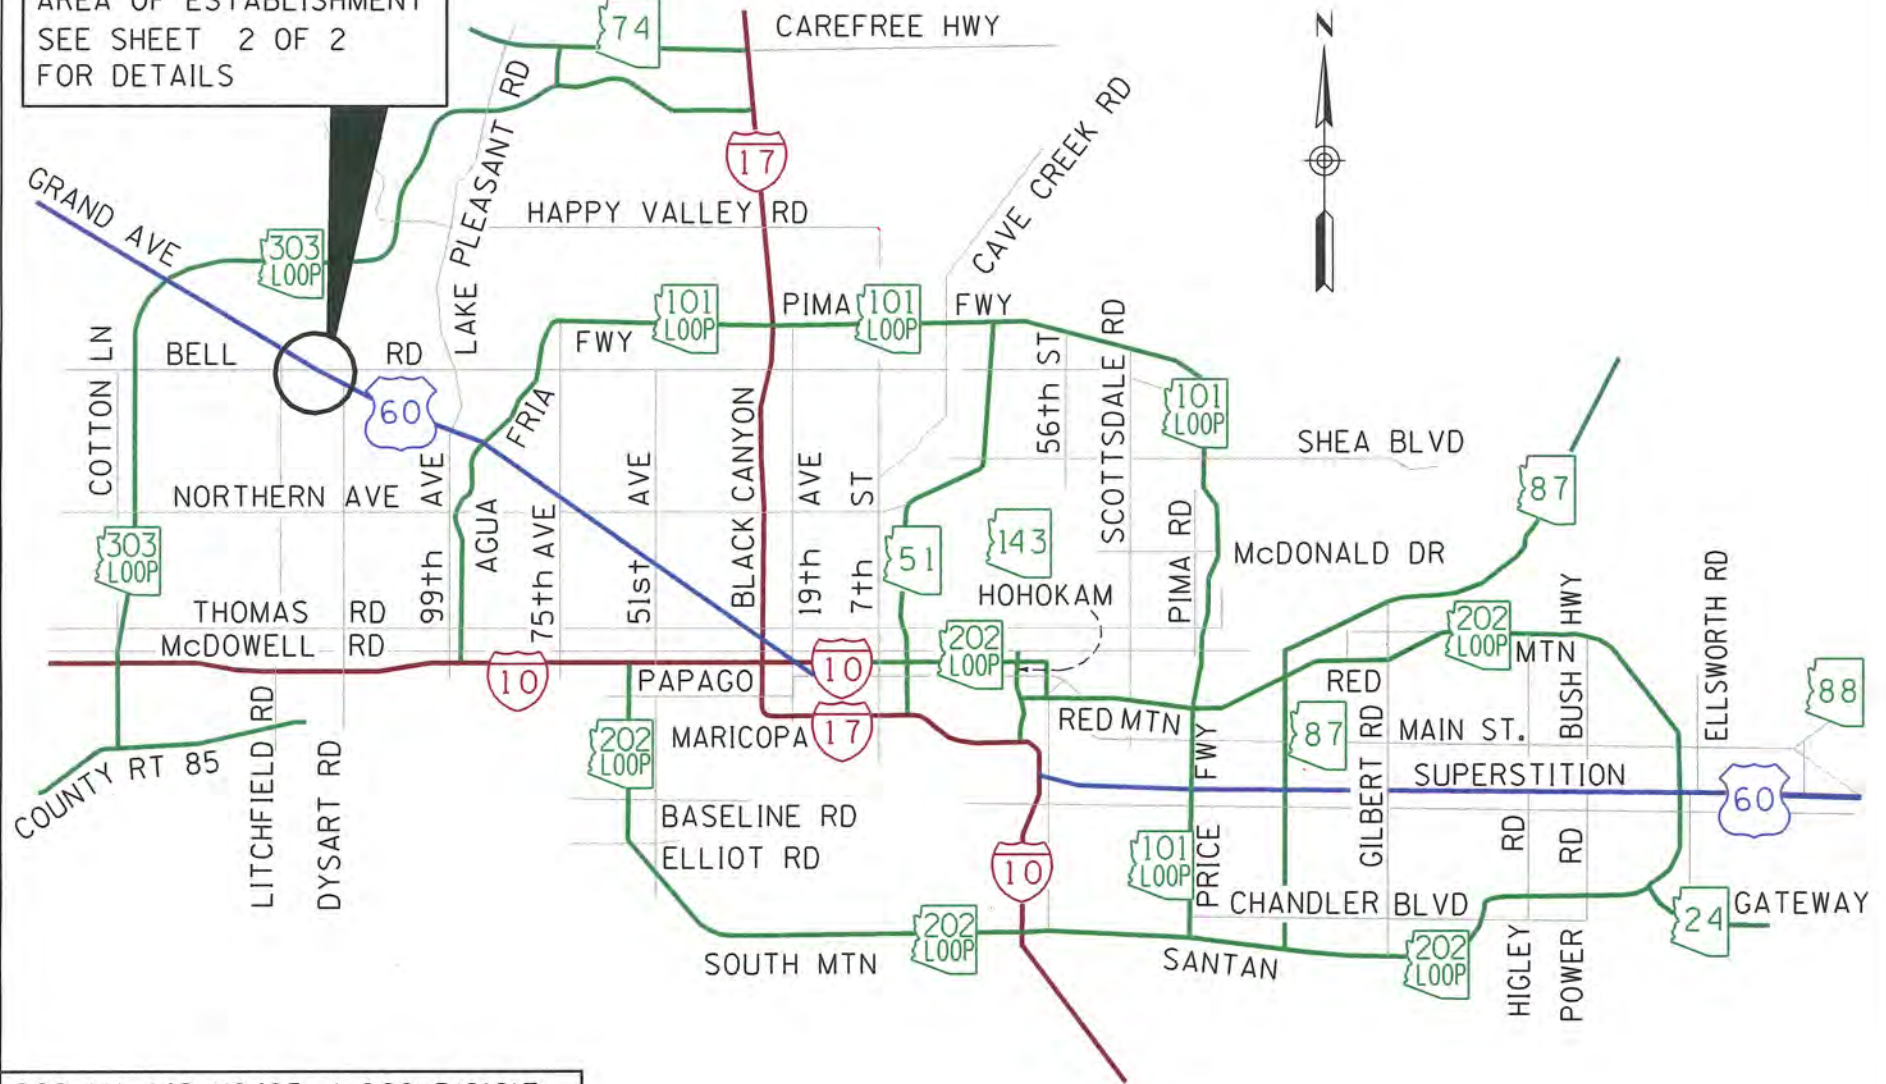 AREA OF ESTABLISHMENT
SEE SHEET 2 OF 2
FOR DETAILS
74
CAREFREE HWY
N
LAKE PLEASANT RD
17
CAVE CREEK RD
GRAND AVE
HAPPY VALLEY RD
303
LOOP
101
LOOP
PIMA
101
LOOP
FWY
FWY
COTTON LN
BELL RD
60
AGUA FRIA
BLACK CANYON
56th ST
SCOTTSDALE RD
101
LOOP
SHEA BLVD
87
NORTHERN AVE
99th AVE
75th AVE
51st AVE
19th AVE
7th ST
51
143
PIMA RD
McDONALD DR
303
LOOP
HOHOKAM
THOMAS RD
McDOWELL RD
202
LOOP
202
LOOP
BUSH HWY
ELLSWORTH RD
10
PAPAGO
10
RED MTN
RED MTN
88
202
LOOP
MARICOPA
17
FWY
87
GILBERT RD
MAIN ST.
SUPERSTITION
60
COUNTY RT 85
LITCHFIELD RD
DYSART RD
BASELINE RD
ELLIOT RD
10
101
LOOP
PRICE
CHANDLER BLVD
HIGLEY RD
POWER RD
24
GATEWAY
202
LOOP
SOUTH MTN
SANTAN
202
LOOP